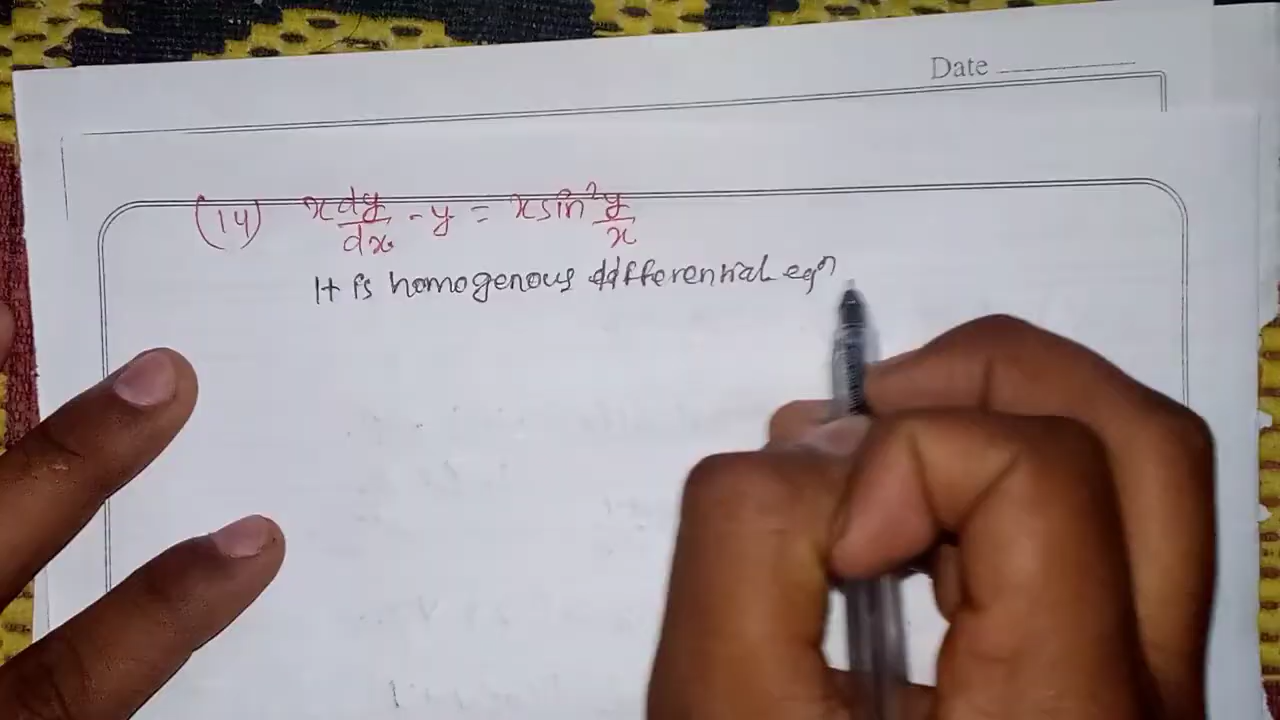 Date
(14) x dy/dx - y = x sin² y/x
It is homogenous differential eqn